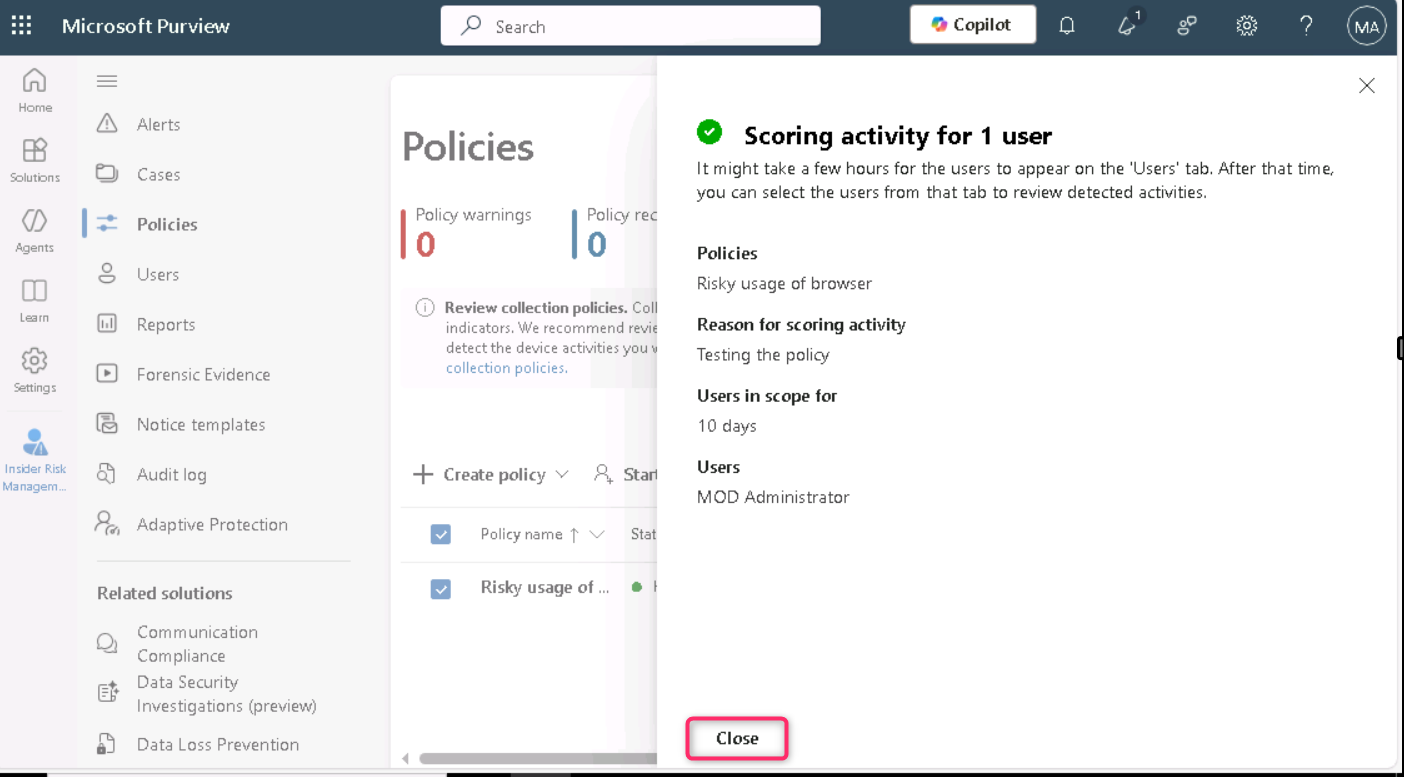 Microsoft Purview
Search
Copilot
1
MA
Home
Solutions
Agents
Learn
Settings
Insider Risk
Managem...
Alerts
Cases
Policies
Users
Reports
Forensic Evidence
Notice templates
Audit log
Adaptive Protection
Related solutions
Communication
Compliance
Data Security
Investigations (preview)
Data Loss Prevention
Policies
Policy warnings
0
Policy rec
0
Review collection policies. Coll
indicators. We recommend revie
detect the device activities you
collection policies.
Create policy
Start
Policy name ↑
Stat
Risky usage of ...
Scoring activity for 1 user
It might take a few hours for the users to appear on the 'Users' tab. After that time,
you can select the users from that tab to review detected activities.
Policies
Risky usage of browser
Reason for scoring activity
Testing the policy
Users in scope for
10 days
Users
MOD Administrator
Close